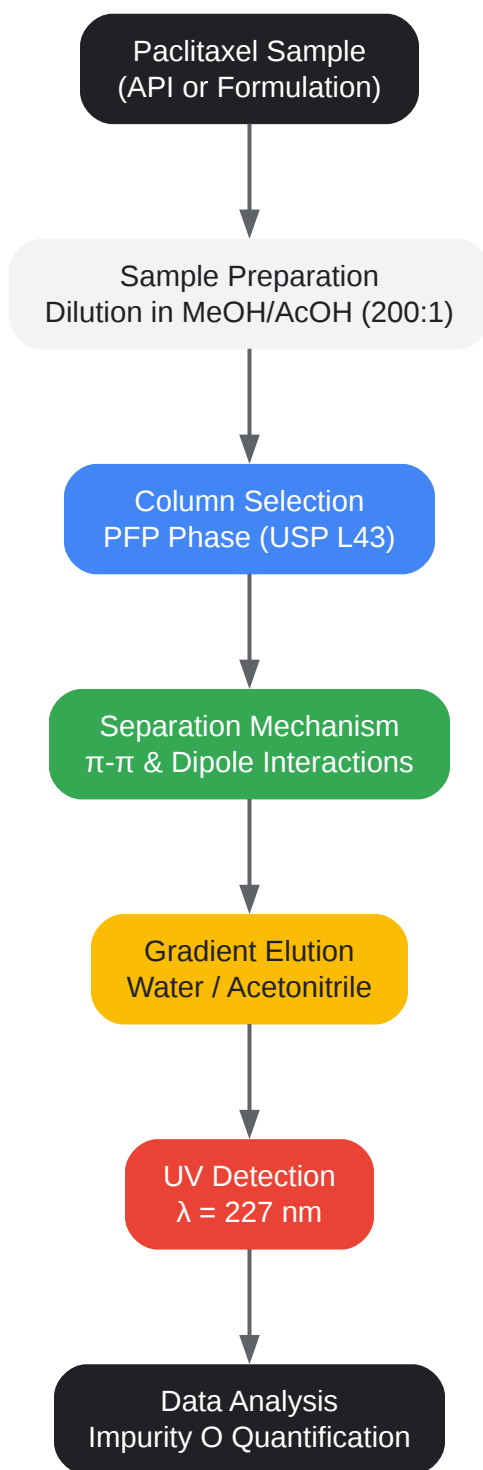 Paclitaxel Sample
(API or Formulation)
Sample Preparation
Dilution in MeOH/AcOH (200:1)
Column Selection
PFP Phase (USP L43)
Separation Mechanism
π-π & Dipole Interactions
Gradient Elution
Water / Acetonitrile
UV Detection
λ = 227 nm
Data Analysis
Impurity O Quantification